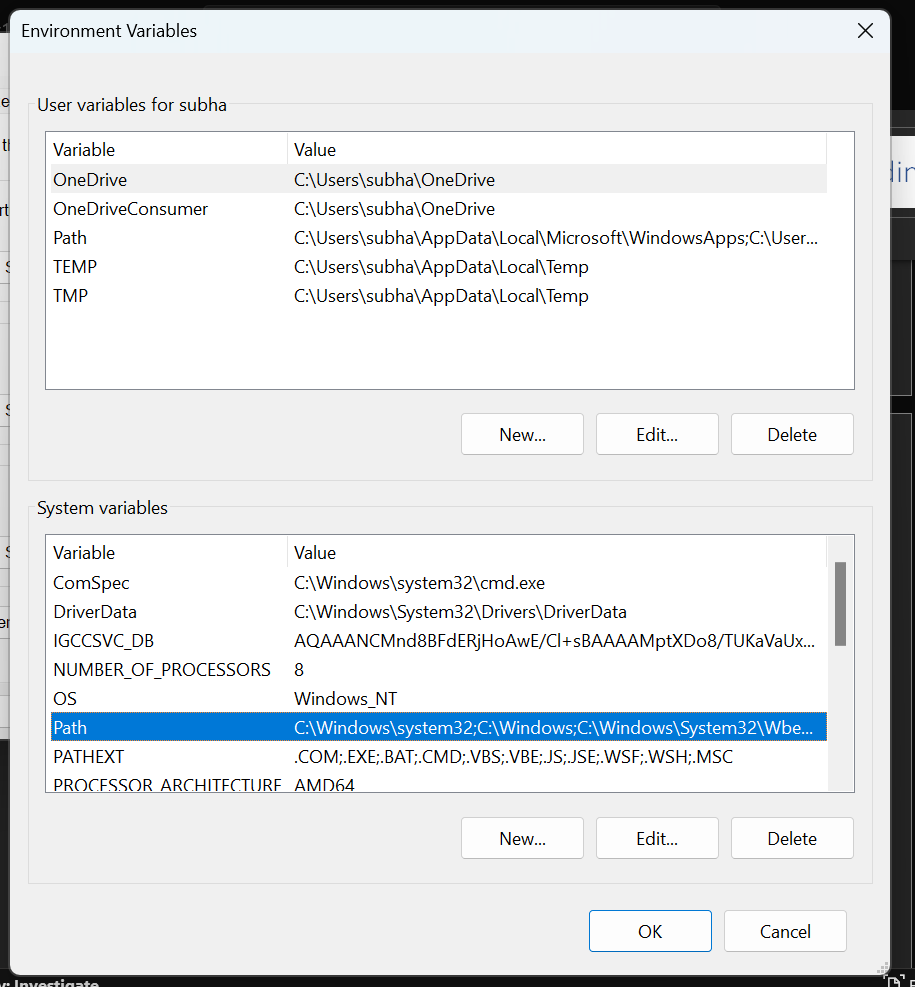 Environment Variables
User variables for subha
Variable Value
OneDrive C:\Users\subha\OneDrive
OneDriveConsumer C:\Users\subha\OneDrive
Path C:\Users\subha\AppData\Local\Microsoft\WindowsApps;C:\User...
TEMP C:\Users\subha\AppData\Local\Temp
TMP C:\Users\subha\AppData\Local\Temp
New... Edit... Delete
System variables
Variable Value
ComSpec C:\Windows\system32\cmd.exe
DriverData C:\Windows\System32\Drivers\DriverData
IGCCSVC_DB AQAAANCMnd8BFdERjHoAwE/Cl+sBAAAAMptXDo8/TUKaVaUx...
NUMBER_OF_PROCESSORS 8
OS Windows_NT
Path C:\Windows\system32;C:\Windows;C:\Windows\System32\Wbe...
PATHEXT .COM;.EXE;.BAT;.CMD;.VBS;.VBE;.JS;.JSE;.WSF;.WSH;.MSC
PROCESSOR_ARCHITECTURE AMD64
New... Edit... Delete
OK Cancel
Investigate